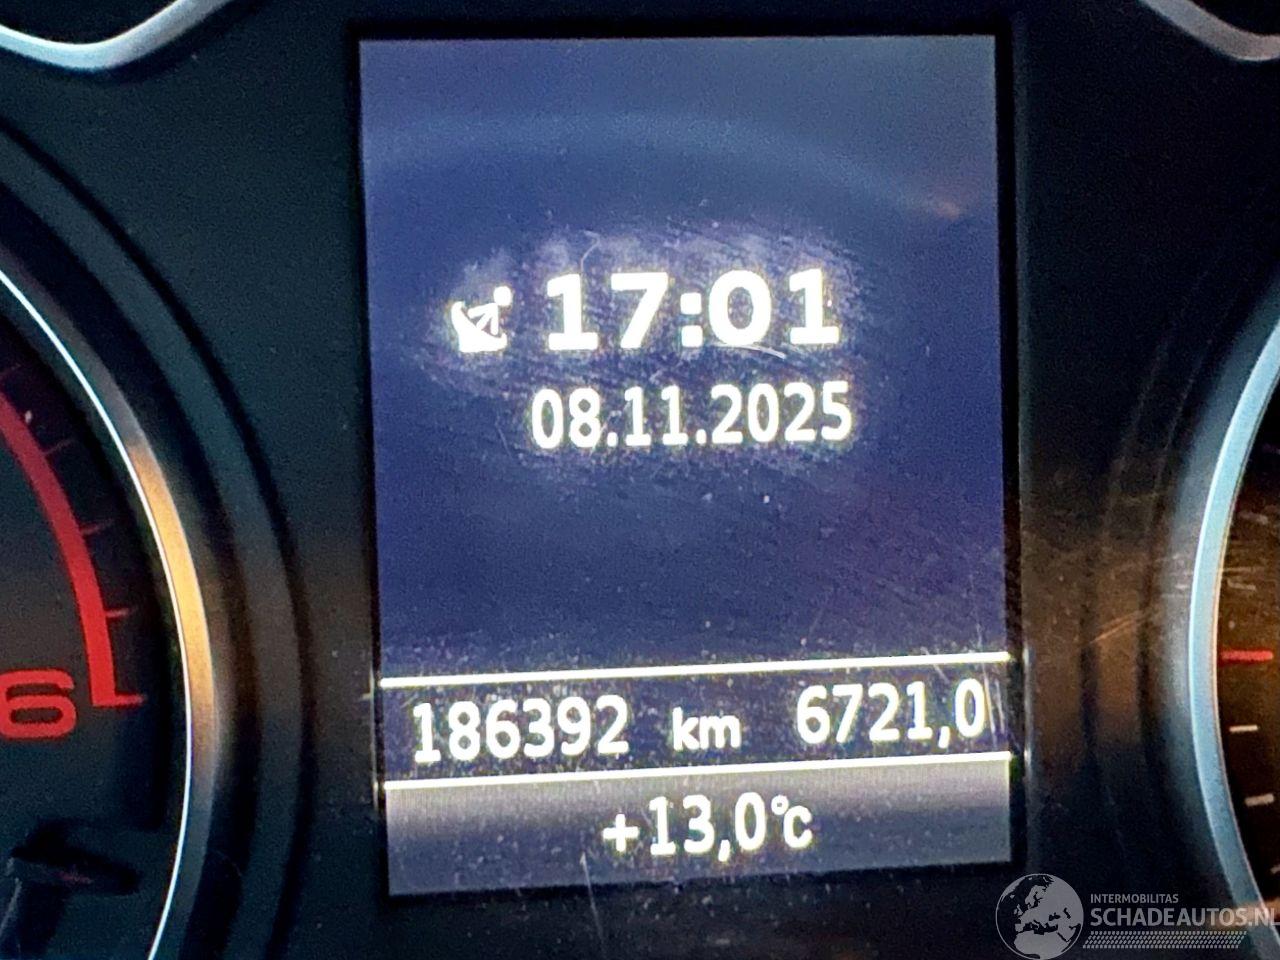 17:01
08.11.2025
186392 km 6721,0
+13,0°C
6
INTERMOBILITAS
SCHADEAUTOS.NL